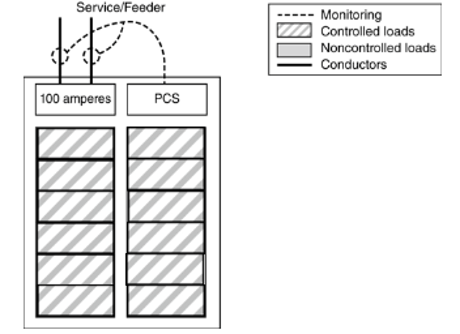 Service/Feeder
Monitoring
Controlled loads
Noncontrolled loads
Conductors
100 amperes
PCS